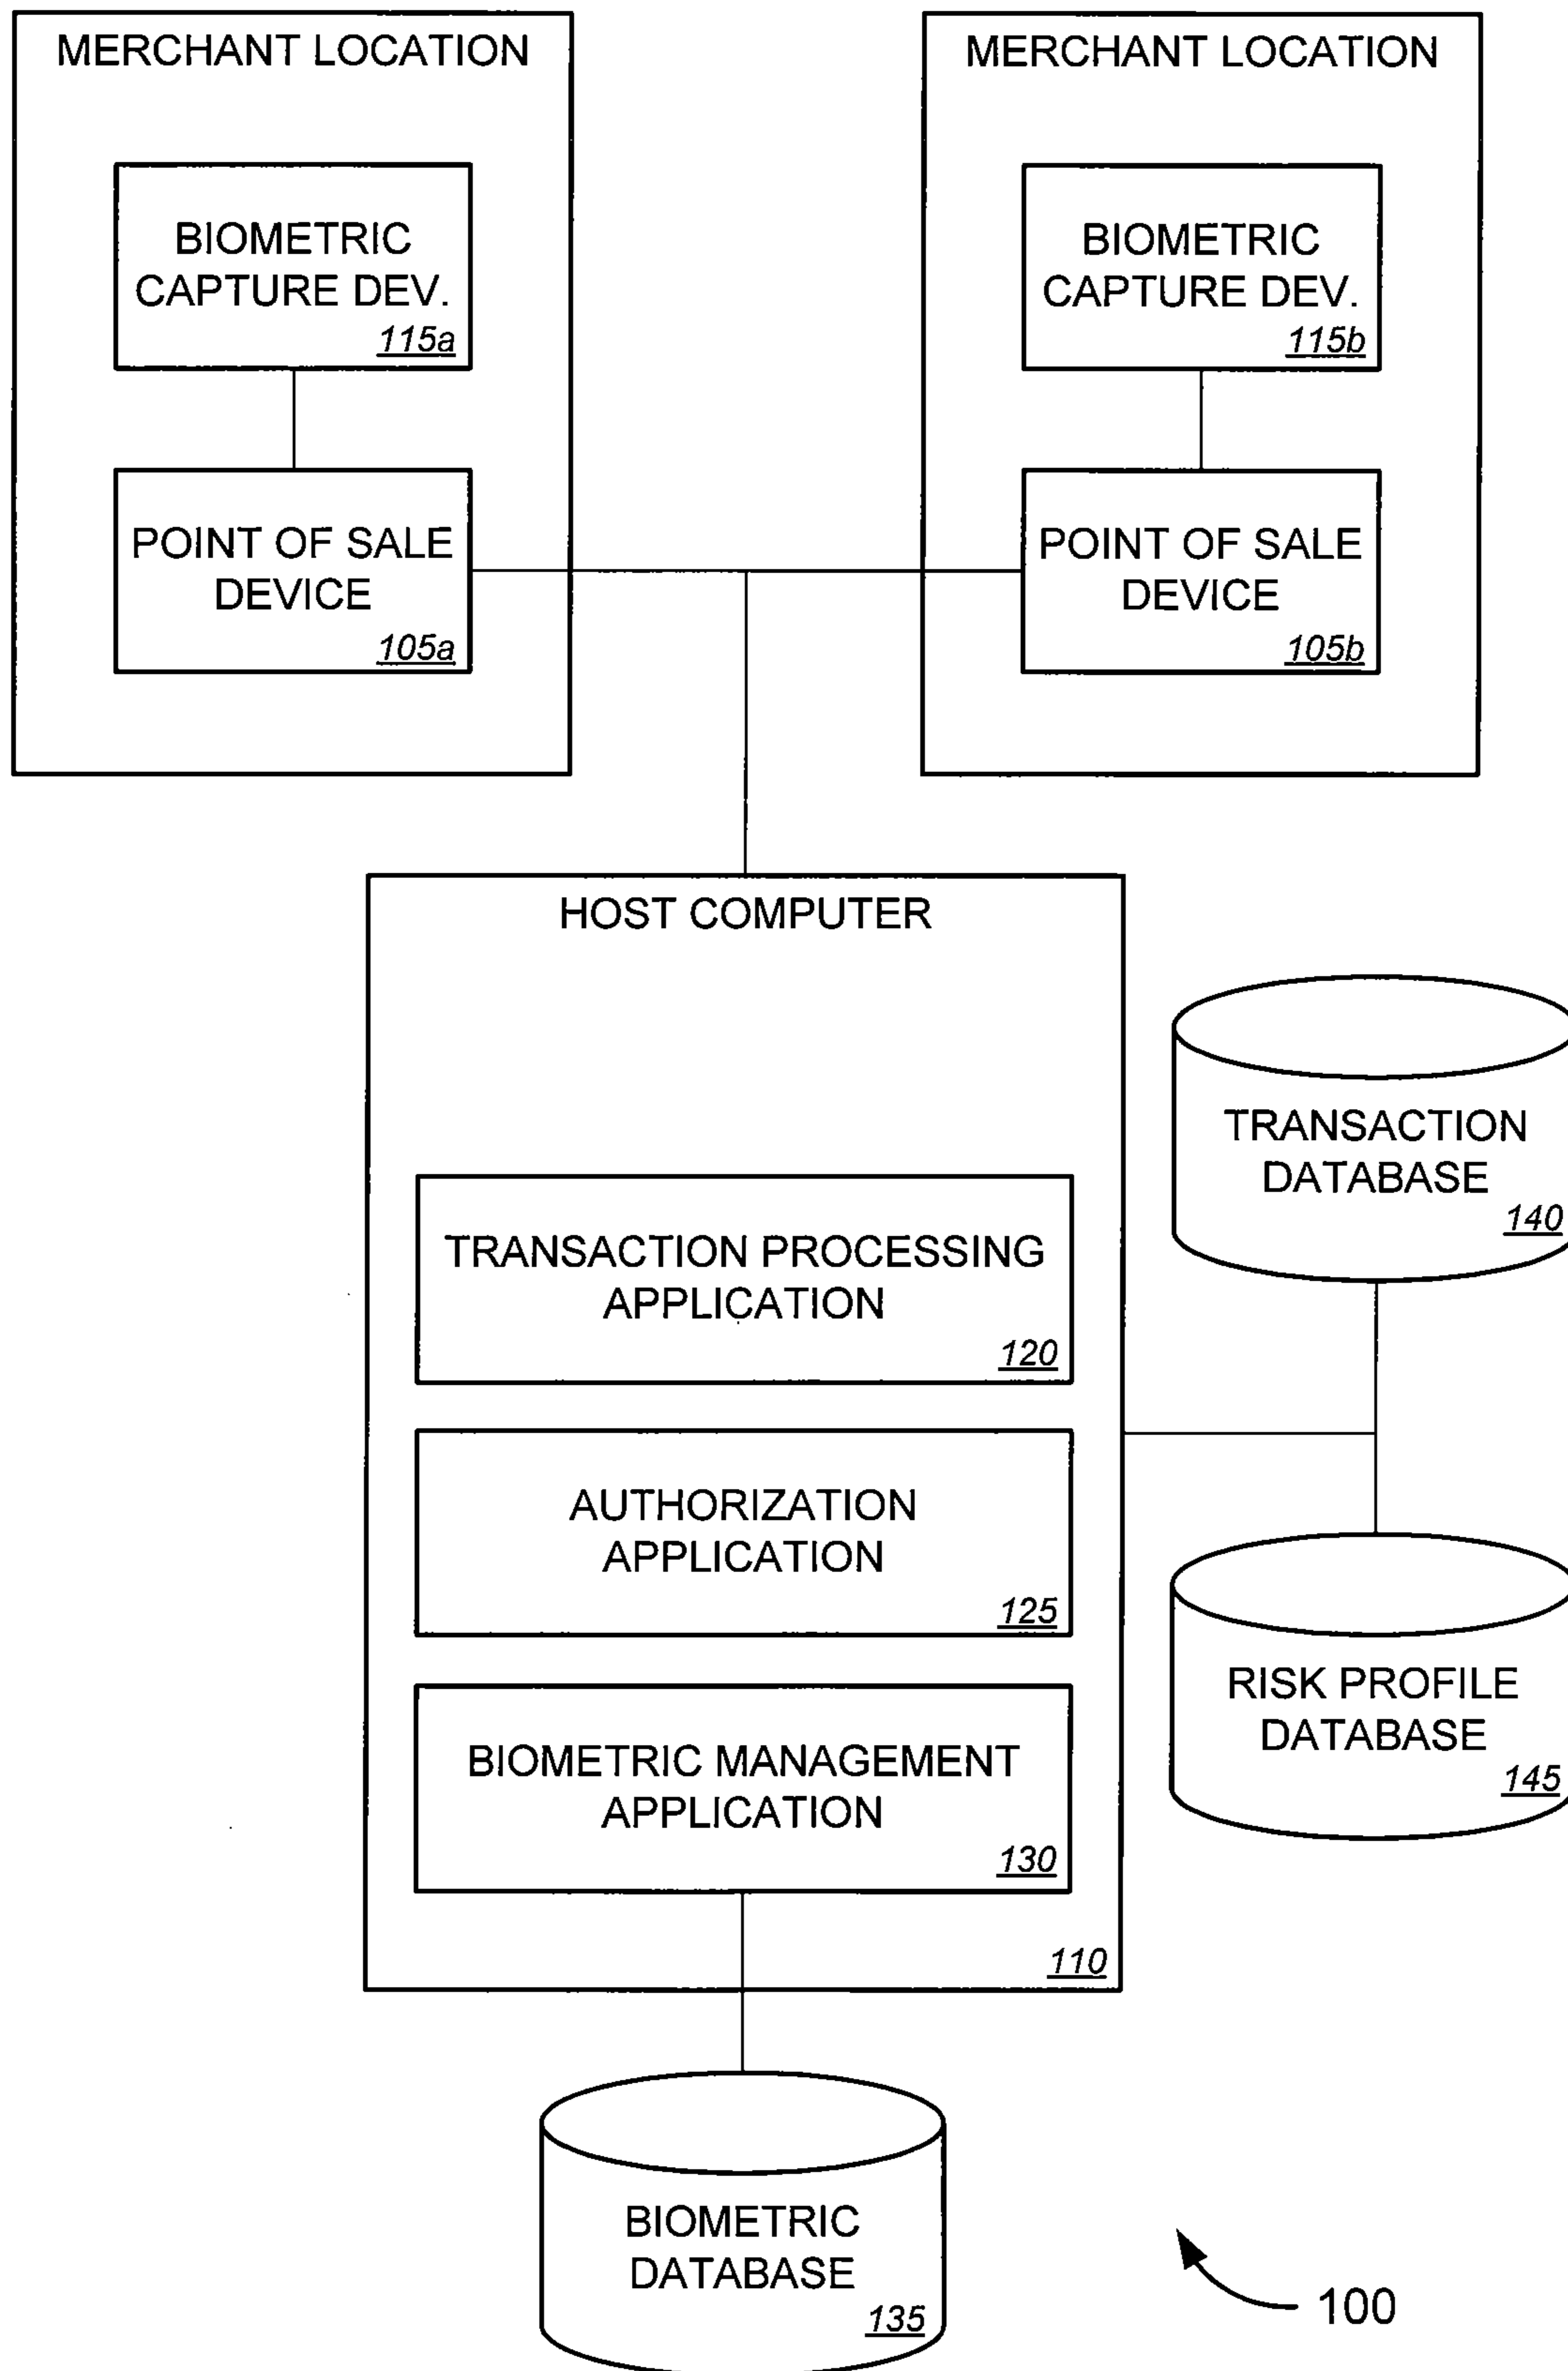 MERCHANT LOCATION
BIOMETRIC
CAPTURE DEV.
115a
POINT OF SALE
DEVICE
105a
MERCHANT LOCATION
BIOMETRIC
CAPTURE DEV.
115b
POINT OF SALE
DEVICE
105b
HOST COMPUTER
TRANSACTION PROCESSING
APPLICATION
120
AUTHORIZATION
APPLICATION
125
BIOMETRIC MANAGEMENT
APPLICATION
130
110
TRANSACTION
DATABASE
140
RISK PROFILE
DATABASE
145
BIOMETRIC
DATABASE
135
100